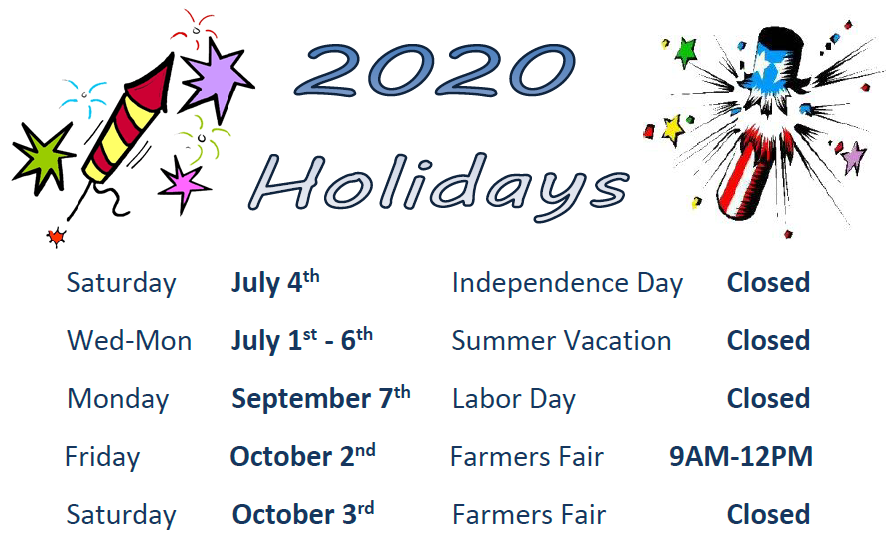 2020
Holidays
Saturday July 4th Independence Day Closed
Wed-Mon July 1st - 6th Summer Vacation Closed
Monday September 7th Labor Day Closed
Friday October 2nd Farmers Fair 9AM-12PM
Saturday October 3rd Farmers Fair Closed